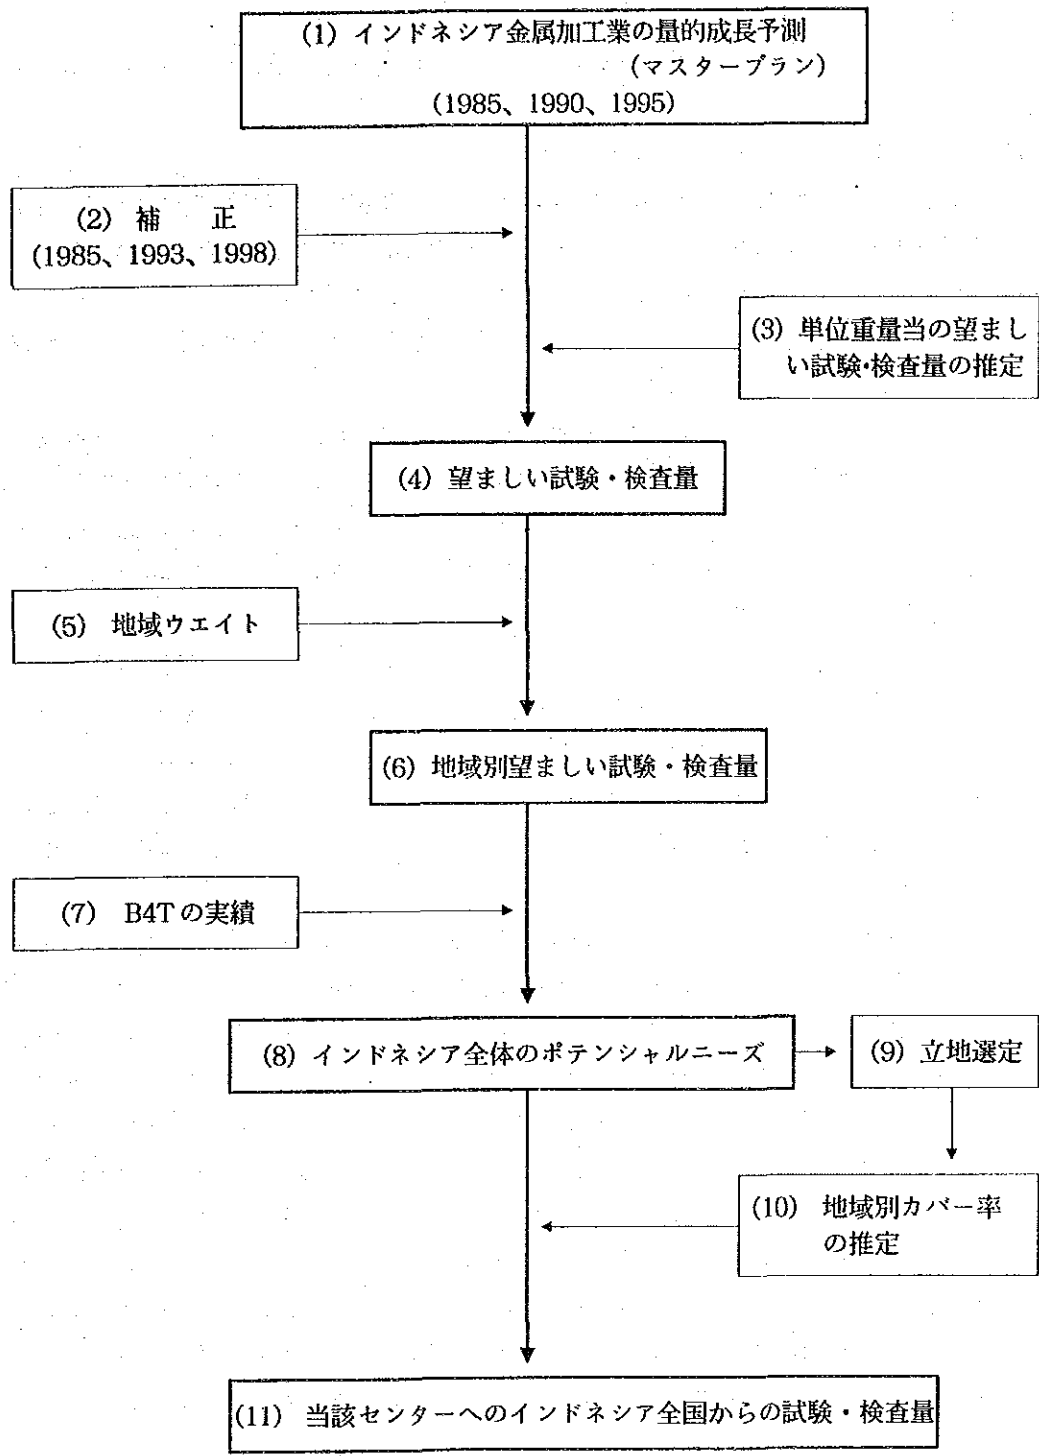 (1) インドネシア金属加工業の量的成長予測
(マスタープラン)
(1985、1990、1995)
(2) 補　　正
(1985、1993、1998)
(3) 単位重量当の望まし
い試験・検査量の推定
(4) 望ましい試験・検査量
(5) 地域ウエイト
(6) 地域別望ましい試験・検査量
(7) B4Tの実績
(8) インドネシア全体のポテンシャルニーズ
(9) 立地選定
(10) 地域別カバー率
の推定
(11) 当該センターへのインドネシア全国からの試験・検査量